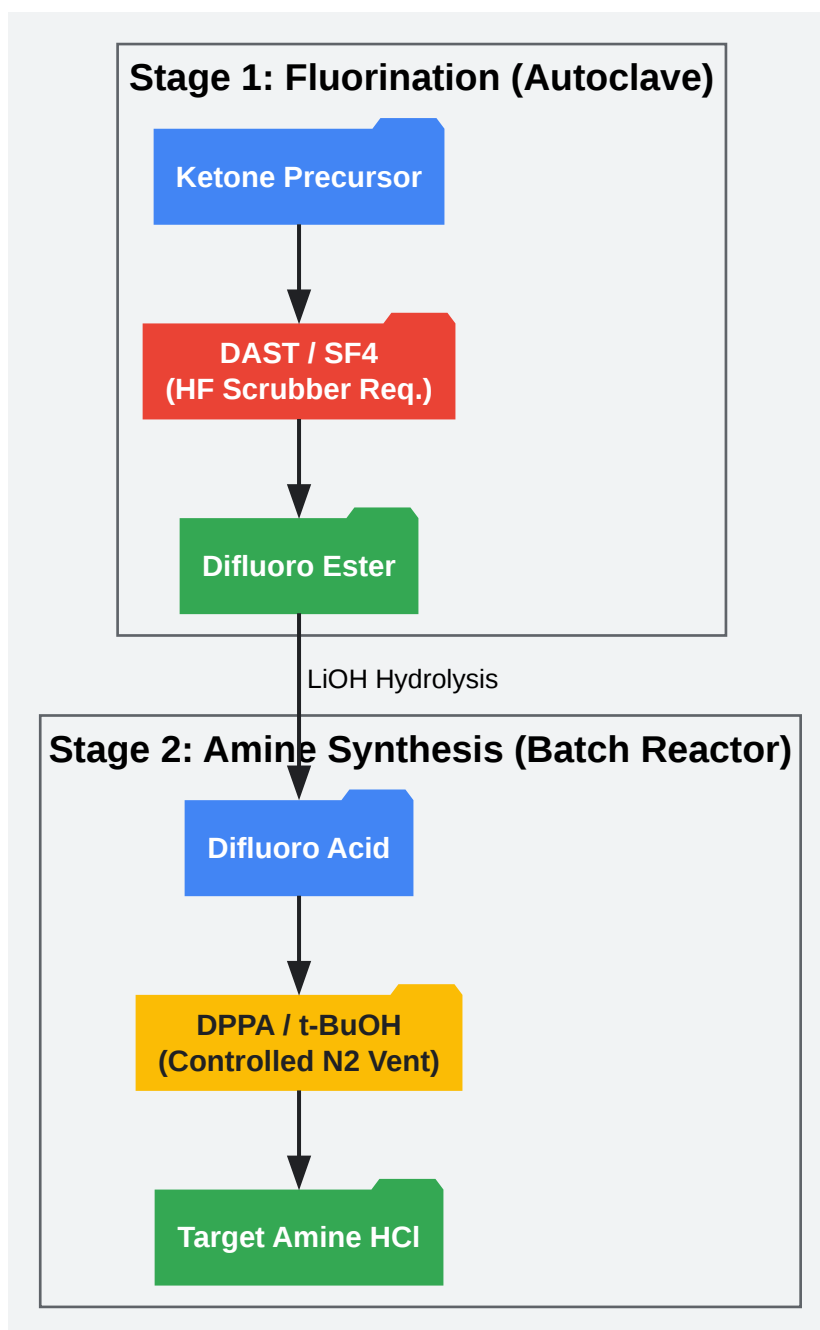 Stage 1: Fluorination (Autoclave)
Ketone Precursor
DAST / SF4
(HF Scrubber Req.)
Difluoro Ester
LiOH Hydrolysis
Stage 2: Amine Synthesis (Batch Reactor)
Difluoro Acid
DPPA / t-BuOH
(Controlled N2 Vent)
Target Amine HCl